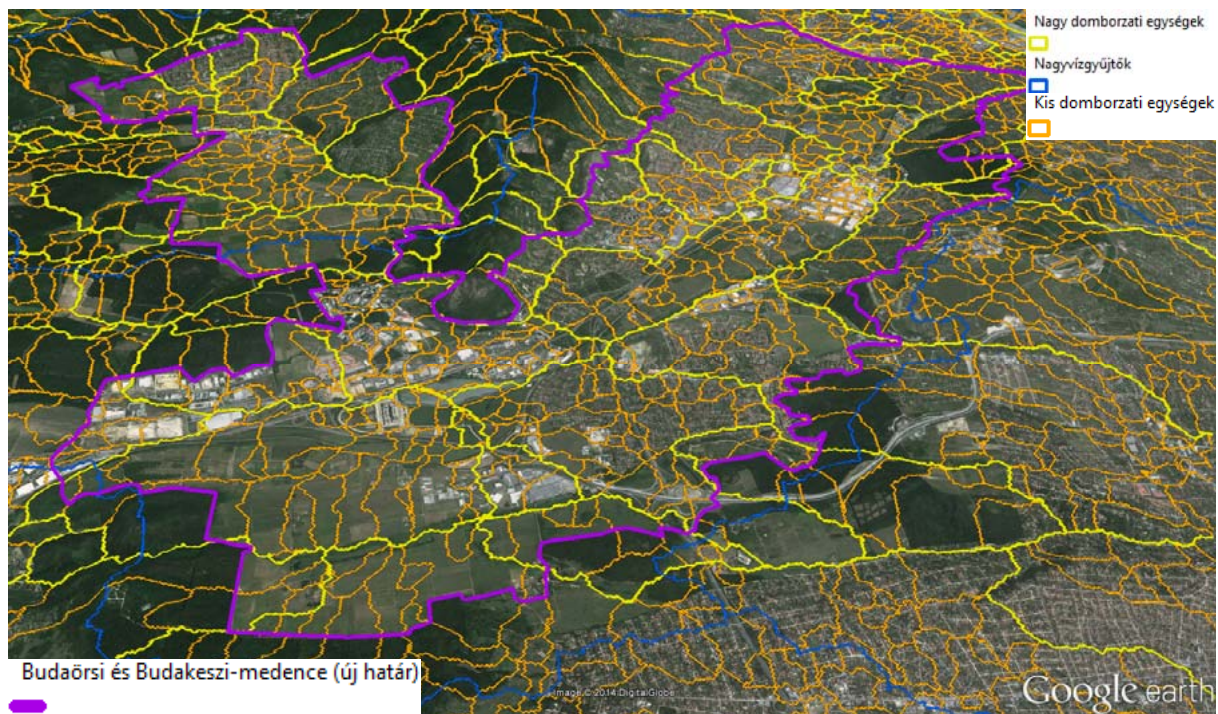 Nagy domborzati egységek
Nagyvízgyűjtők
Kis domborzati egységek
Budaörsi és Budakeszi-medence (új határ)
Image © 2014 DigitalGlobe
Google earth